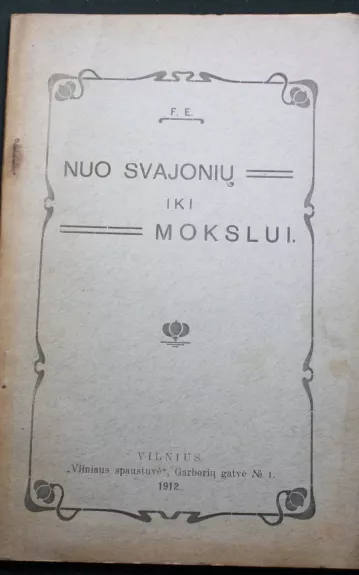 F. E.
NUO SVAJONIŲ
IKI
MOKSLUI.
VILNIUS.
„Vilniaus spaustuvė“, Garbarių gatvė № 1.
1912.